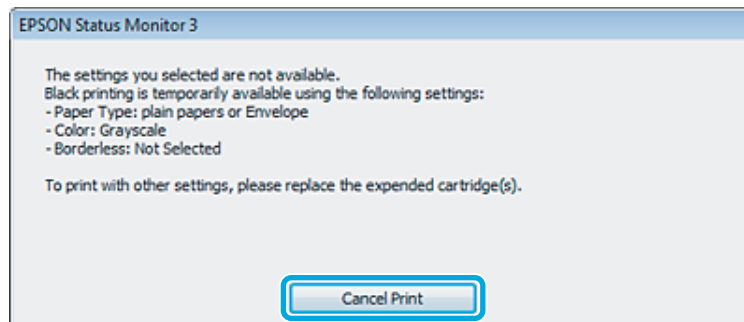 EPSON Status Monitor 3
The settings you selected are not available.
Black printing is temporarily available using the following settings:
- Paper Type: plain papers or Envelope
- Color: Grayscale
- Borderless: Not Selected
To print with other settings, please replace the expended cartridge(s).
Cancel Print